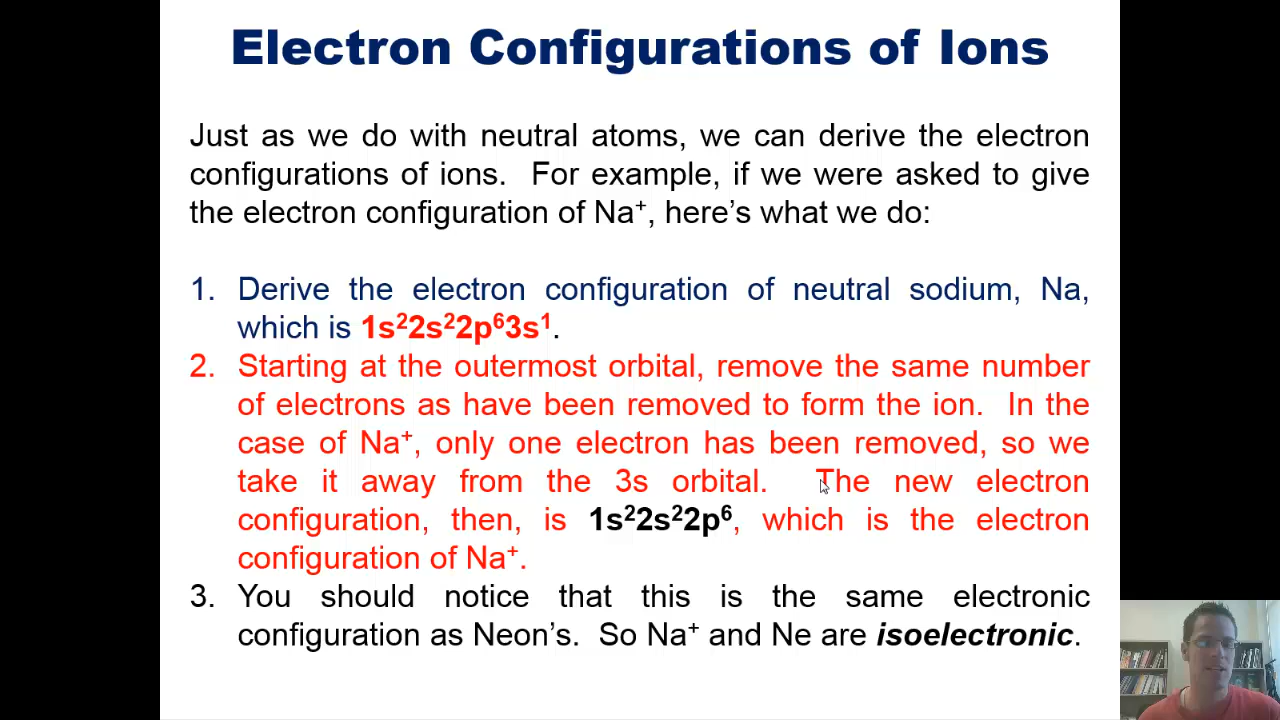 Electron Configurations of Ions
Just as we do with neutral atoms, we can derive the electron
configurations of ions. For example, if we were asked to give
the electron configuration of Na⁺, here’s what we do:
1. Derive the electron configuration of neutral sodium, Na,
which is 1s²2s²2p⁶3s¹.
2. Starting at the outermost orbital, remove the same number
of electrons as have been removed to form the ion. In the
case of Na⁺, only one electron has been removed, so we
take it away from the 3s orbital. The new electron
configuration, then, is 1s²2s²2p⁶, which is the electron
configuration of Na⁺.
3. You should notice that this is the same electronic
configuration as Neon’s. So Na⁺ and Ne are isoelectronic.